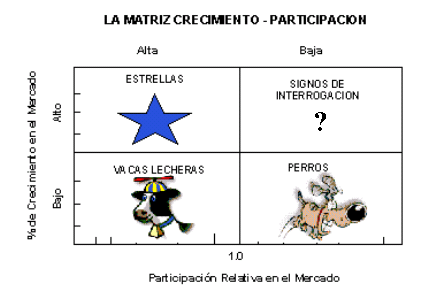 LA MATRIZ CRECIMIENTO - PARTICIPACION
Alta
Baja
% de Crecimiento en el Mercado
Alto
Bajo
ESTRELLAS
SIGNOS DE
INTERROGACION
?
VACAS LECHERAS
PERROS
1.0
Participación Relativa en el Mercado